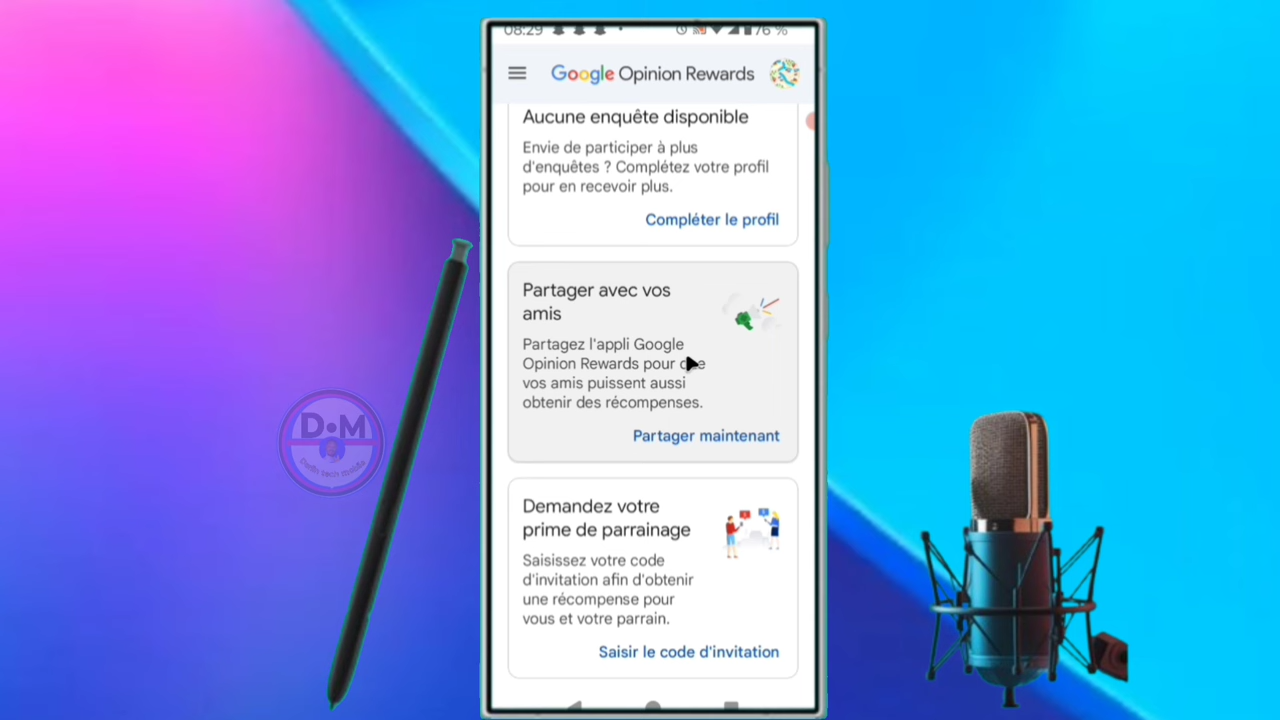 08:29 76 %
Google Opinion Rewards
Aucune enquête disponible
Envie de participer à plus
d'enquêtes ? Complétez votre profil
pour en recevoir plus.
Compléter le profil
Partager avec vos
amis
Partagez l'appli Google
Opinion Rewards pour que
vos amis puissent aussi
obtenir des récompenses.
Partager maintenant
Demandez votre
prime de parrainage
Saisissez votre code
d'invitation afin d'obtenir
une récompense pour
vous et votre parrain.
Saisir le code d'invitation
D•M